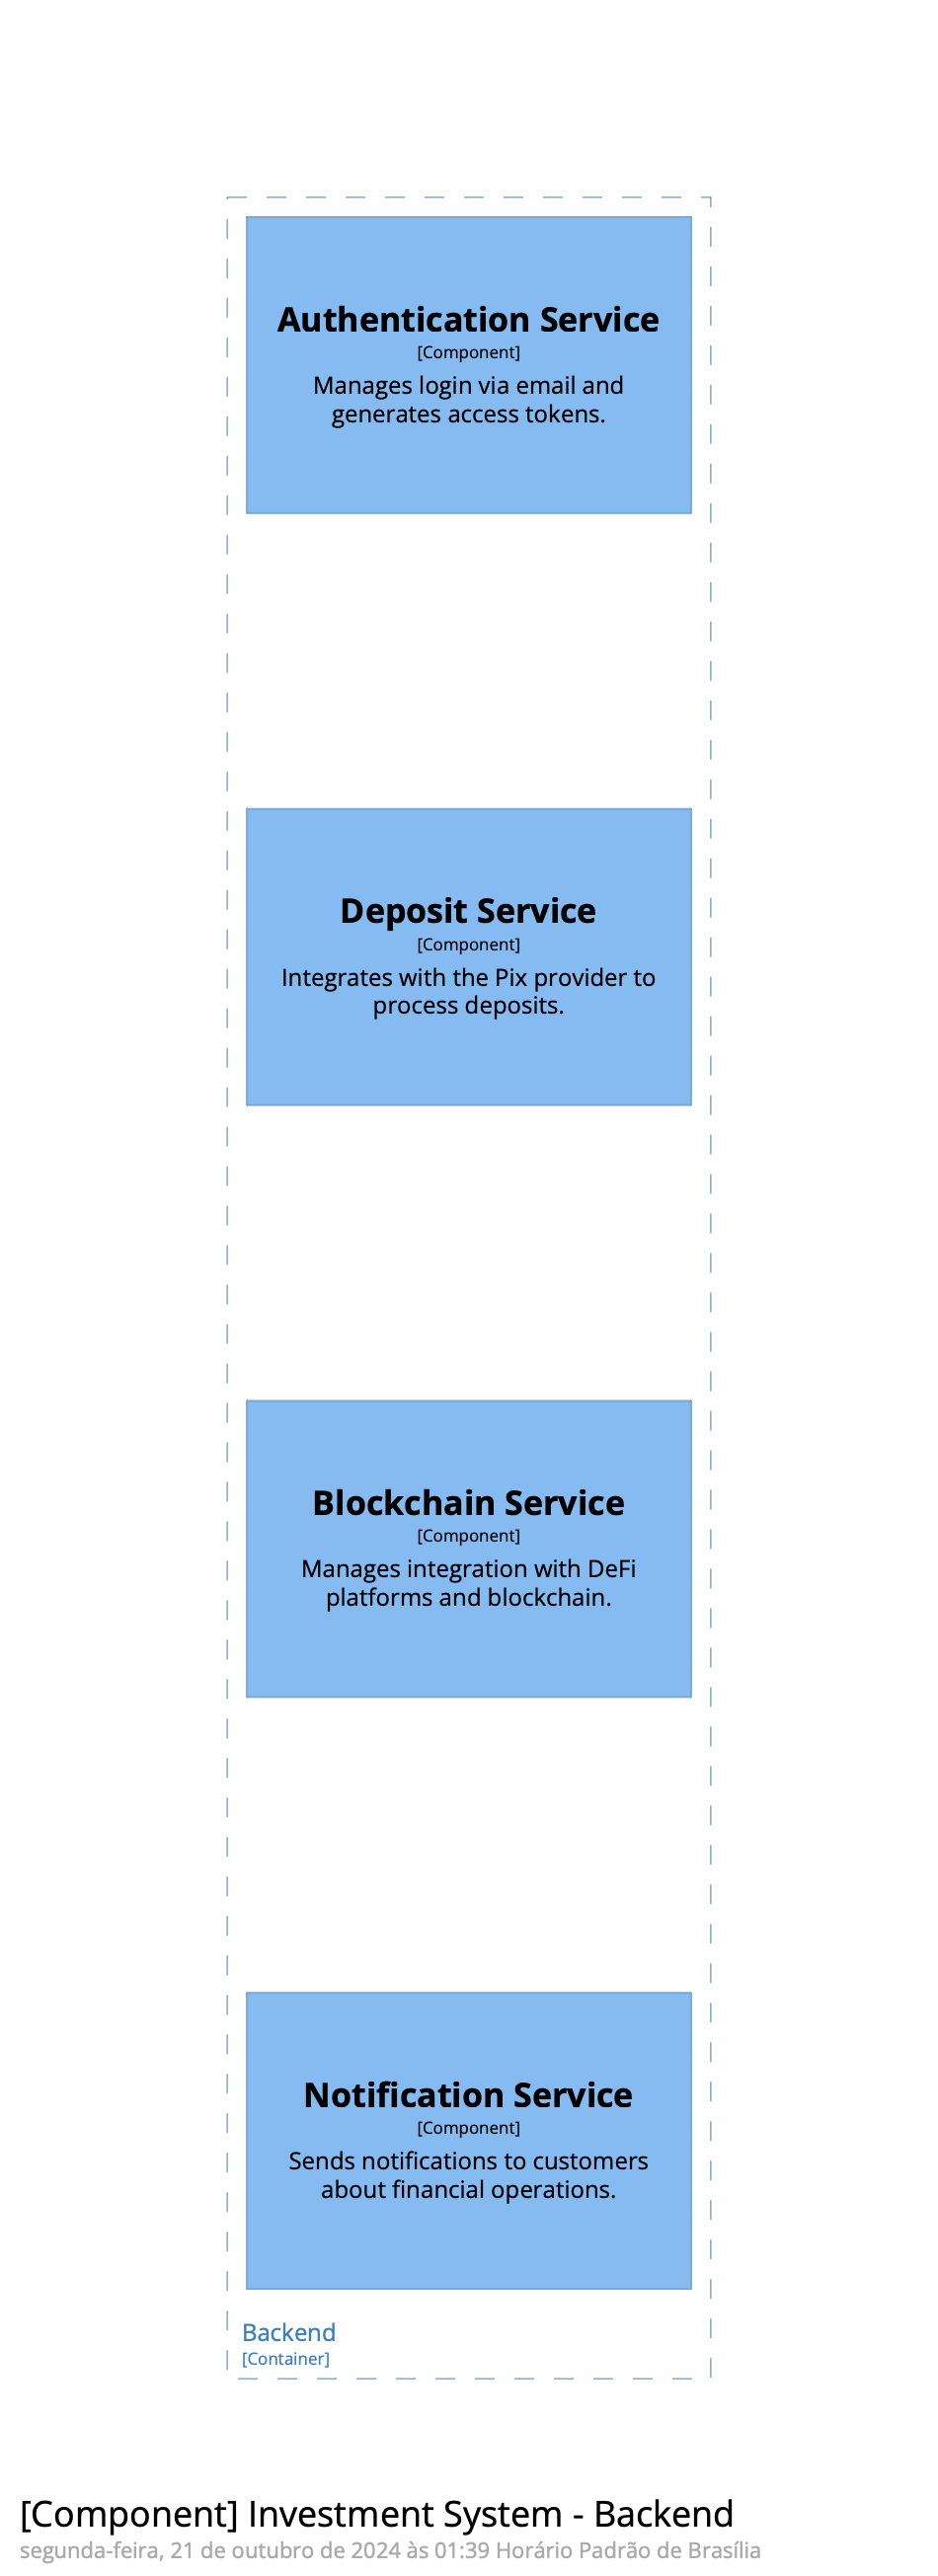 Authentication Service
[Component]
Manages login via email and
generates access tokens.
Deposit Service
[Component]
Integrates with the Pix provider to
process deposits.
Blockchain Service
[Component]
Manages integration with DeFi
platforms and blockchain.
Notification Service
[Component]
Sends notifications to customers
about financial operations.
Backend
[Container]
[Component] Investment System - Backend
segunda-feira, 21 de outubro de 2024 às 01:39 Horário Padrão de Brasília